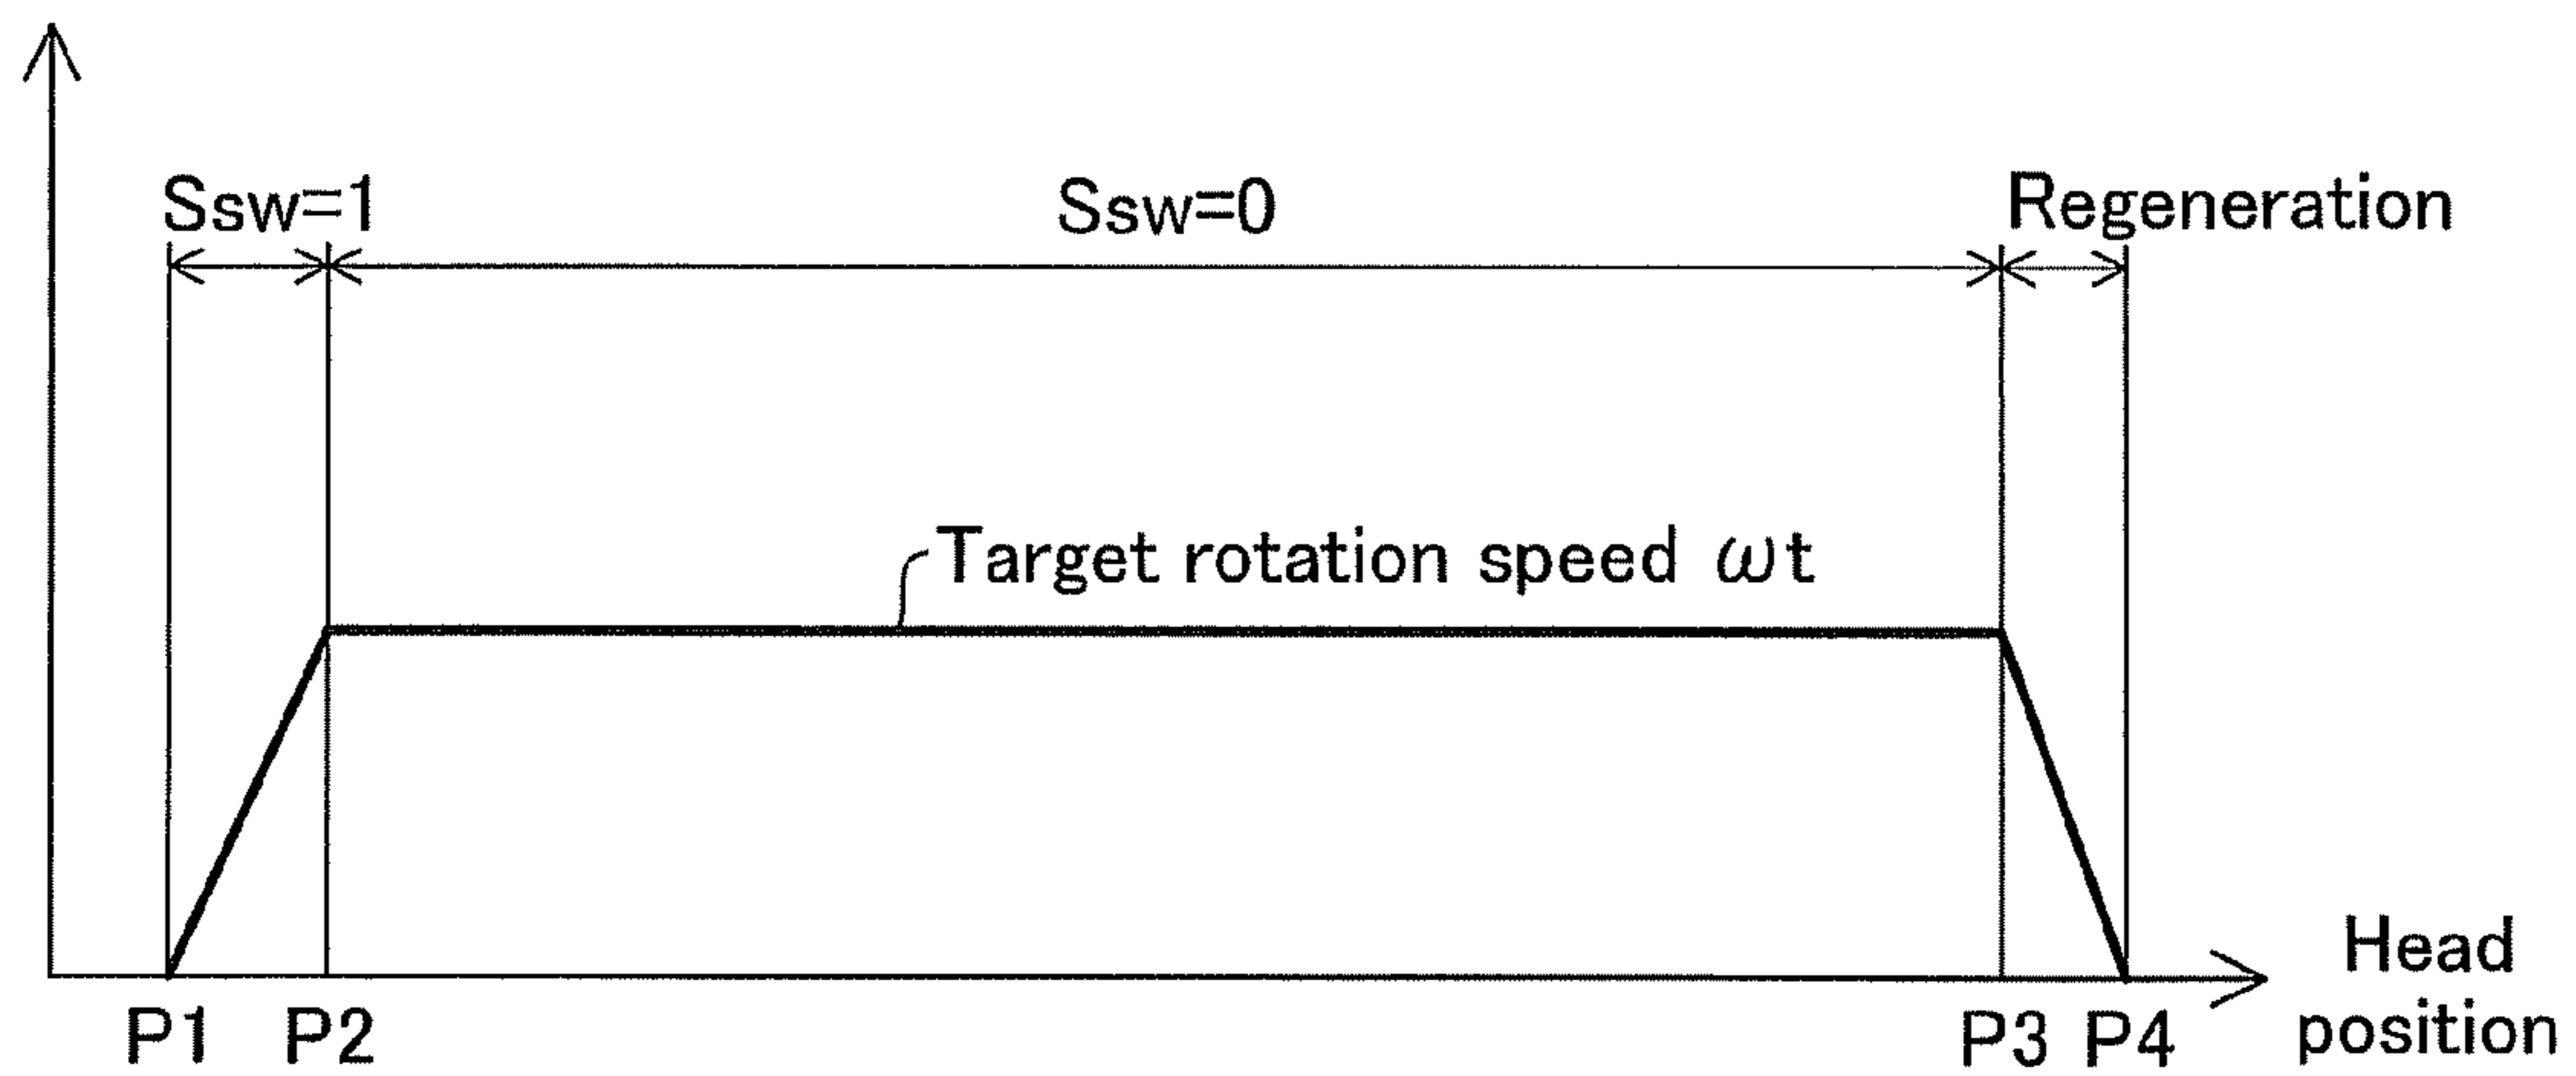 Ssw=1
Ssw=0
Regeneration
Target rotation speed ωt
Head
position
P1
P2
P3
P4